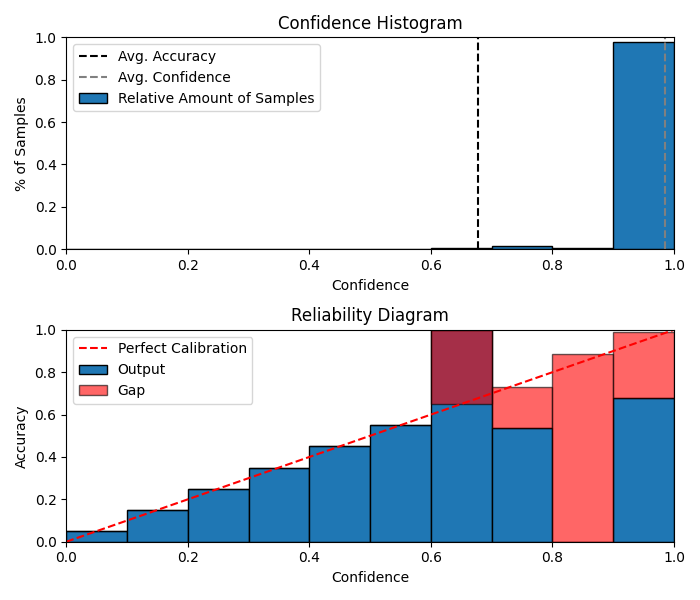 Confidence Histogram
1.0
0.8
0.6
0.4
0.2
0.0
% of Samples
Avg. Accuracy
Avg. Confidence
Relative Amount of Samples
0.0 0.2 0.4 0.6 0.8 1.0
Confidence
Reliability Diagram
1.0
0.8
0.6
0.4
0.2
0.0
Accuracy
Perfect Calibration
Output
Gap
0.0 0.2 0.4 0.6 0.8 1.0
Confidence